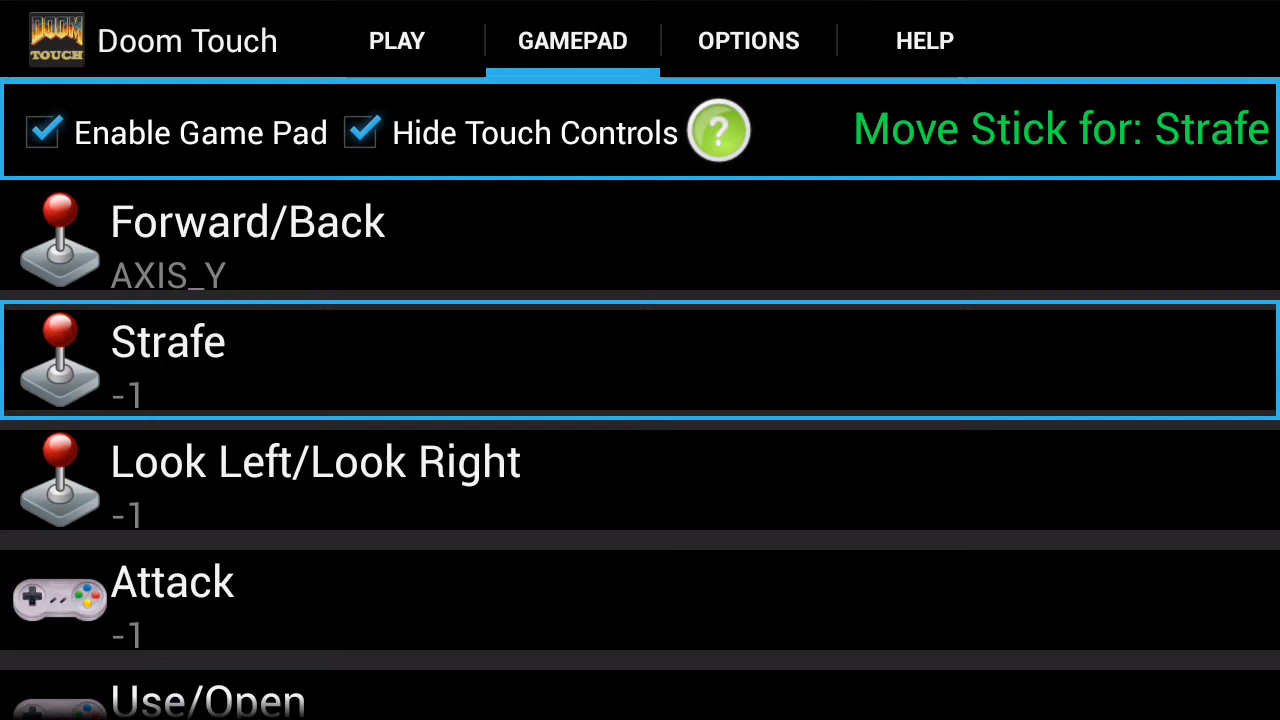 DOOM
TOUCH
Doom Touch
PLAY
GAMEPAD
OPTIONS
HELP
Enable Game Pad
Hide Touch Controls
?
Move Stick for: Strafe
Forward/Back
AXIS_Y
Strafe
-1
Look Left/Look Right
-1
Attack
-1
Use/Open